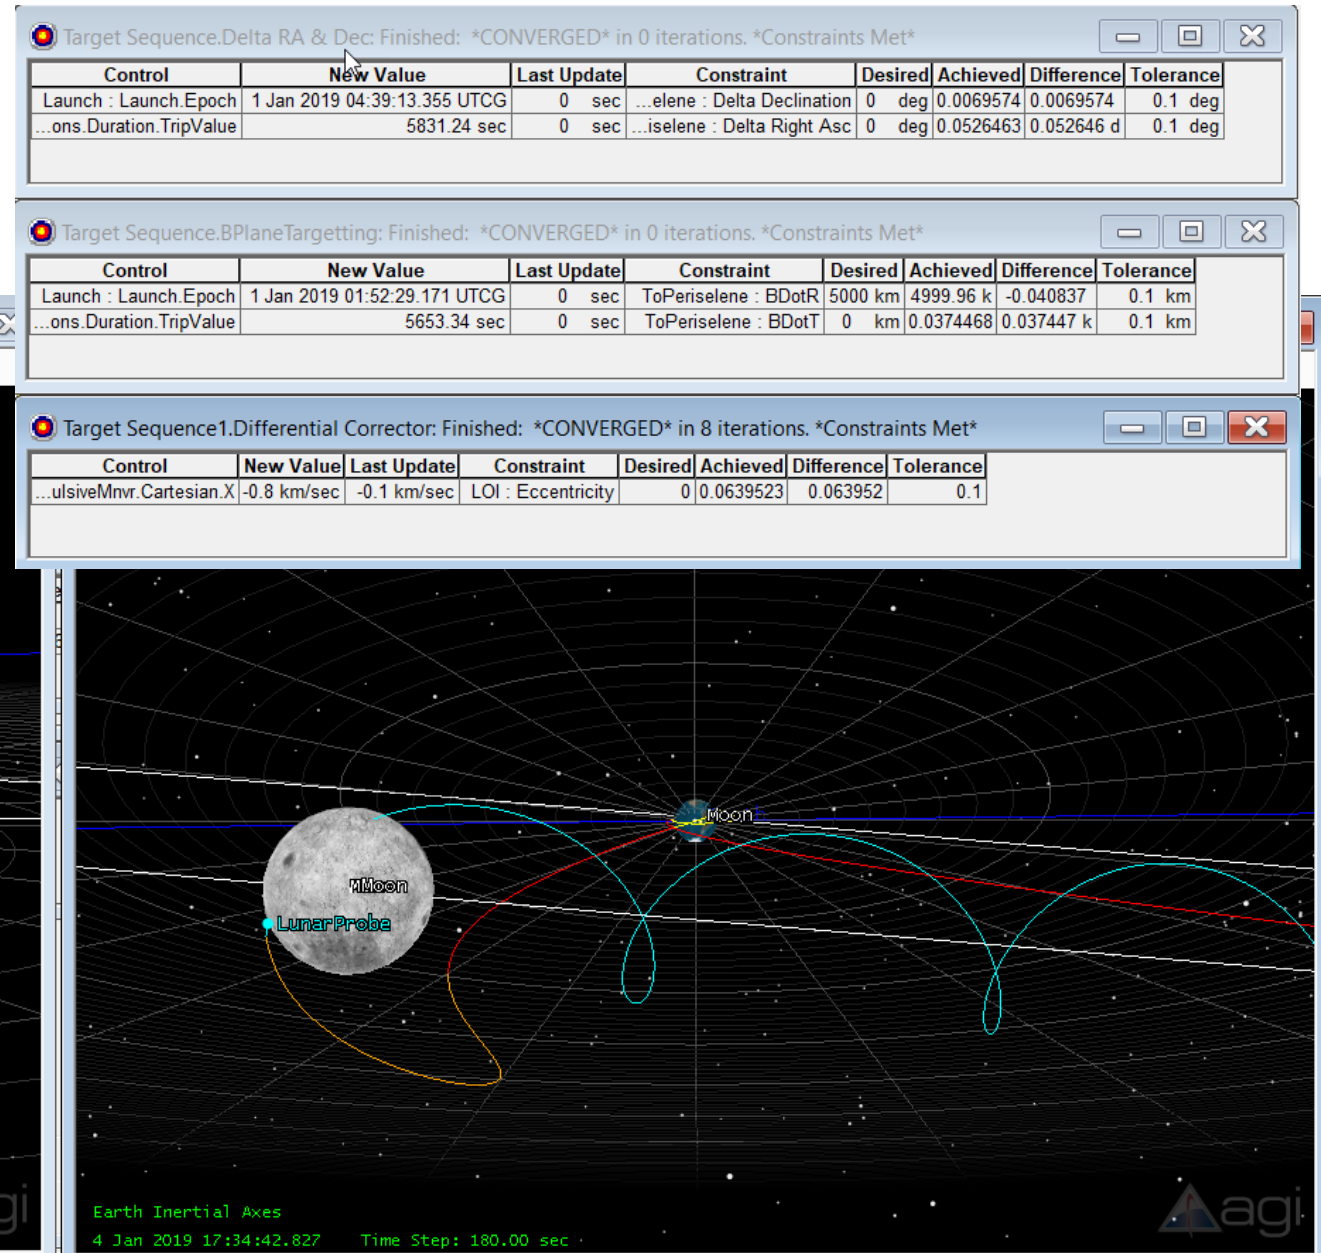 Target Sequence.Delta RA & Dec: Finished: *CONVERGED* in 0 iterations. *Constraints Met*
Control New Value Last Update Constraint Desired Achieved Difference Tolerance
Launch : Launch.Epoch 1 Jan 2019 04:39:13.355 UTCG 0 sec ...elene : Delta Declination 0 deg 0.0069574 0.0069574 0.1 deg
...ons.Duration.TripValue 5831.24 sec 0 sec ...iselene : Delta Right Asc 0 deg 0.0526463 0.052646 d 0.1 deg
Target Sequence.BPlaneTargetting: Finished: *CONVERGED* in 0 iterations. *Constraints Met*
Control New Value Last Update Constraint Desired Achieved Difference Tolerance
Launch : Launch.Epoch 1 Jan 2019 01:52:29.171 UTCG 0 sec ToPeriselene : BDotR 5000 km 4999.96 k -0.040837 0.1 km
...ons.Duration.TripValue 5653.34 sec 0 sec ToPeriselene : BDotT 0 km 0.0374468 0.037447 k 0.1 km
Target Sequence1.Differential Corrector: Finished: *CONVERGED* in 8 iterations. *Constraints Met*
Control New Value Last Update Constraint Desired Achieved Difference Tolerance
...ulsiveMnvr.Cartesian.X -0.8 km/sec -0.1 km/sec LOI : Eccentricity 0 0.0639523 0.063952 0.1
Moon
Moon
LunarProbe
Earth Inertial Axes
4 Jan 2019 17:34:42.827 Time Step: 180.00 sec
agi
gi